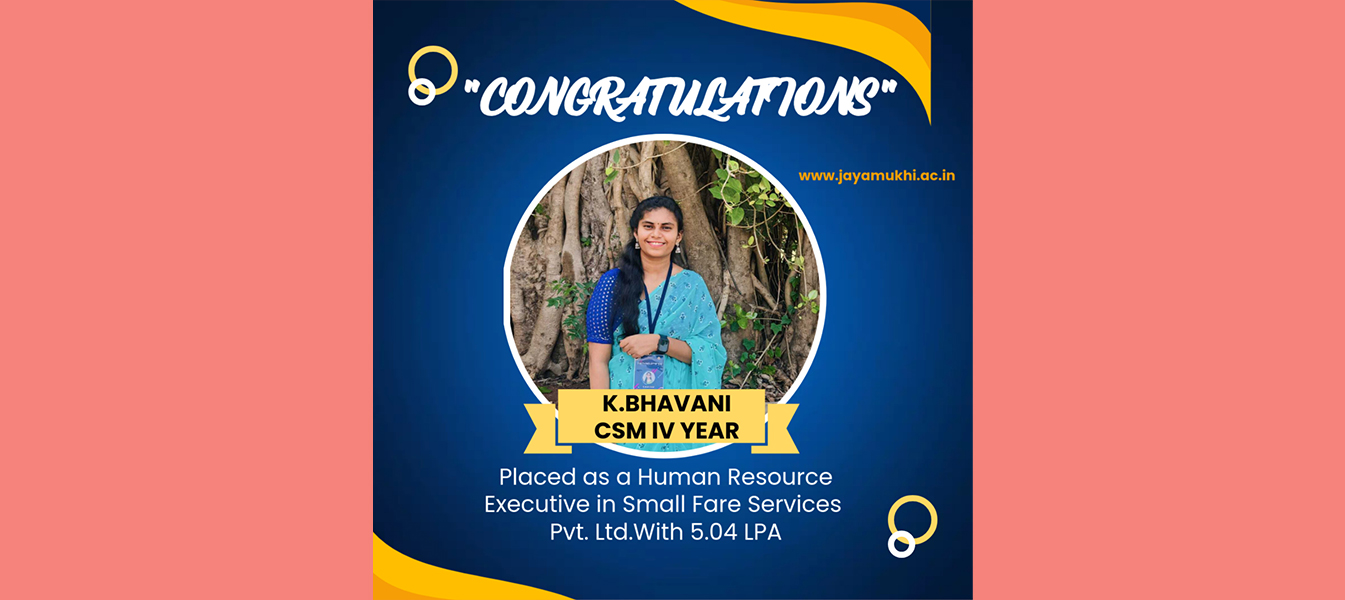 "CONGRATULATIONS"
www.jayamukhi.ac.in
K.BHAVANI
CSM IV YEAR
Placed as a Human Resource
Executive in Small Fare Services
Pvt. Ltd.With 5.04 LPA